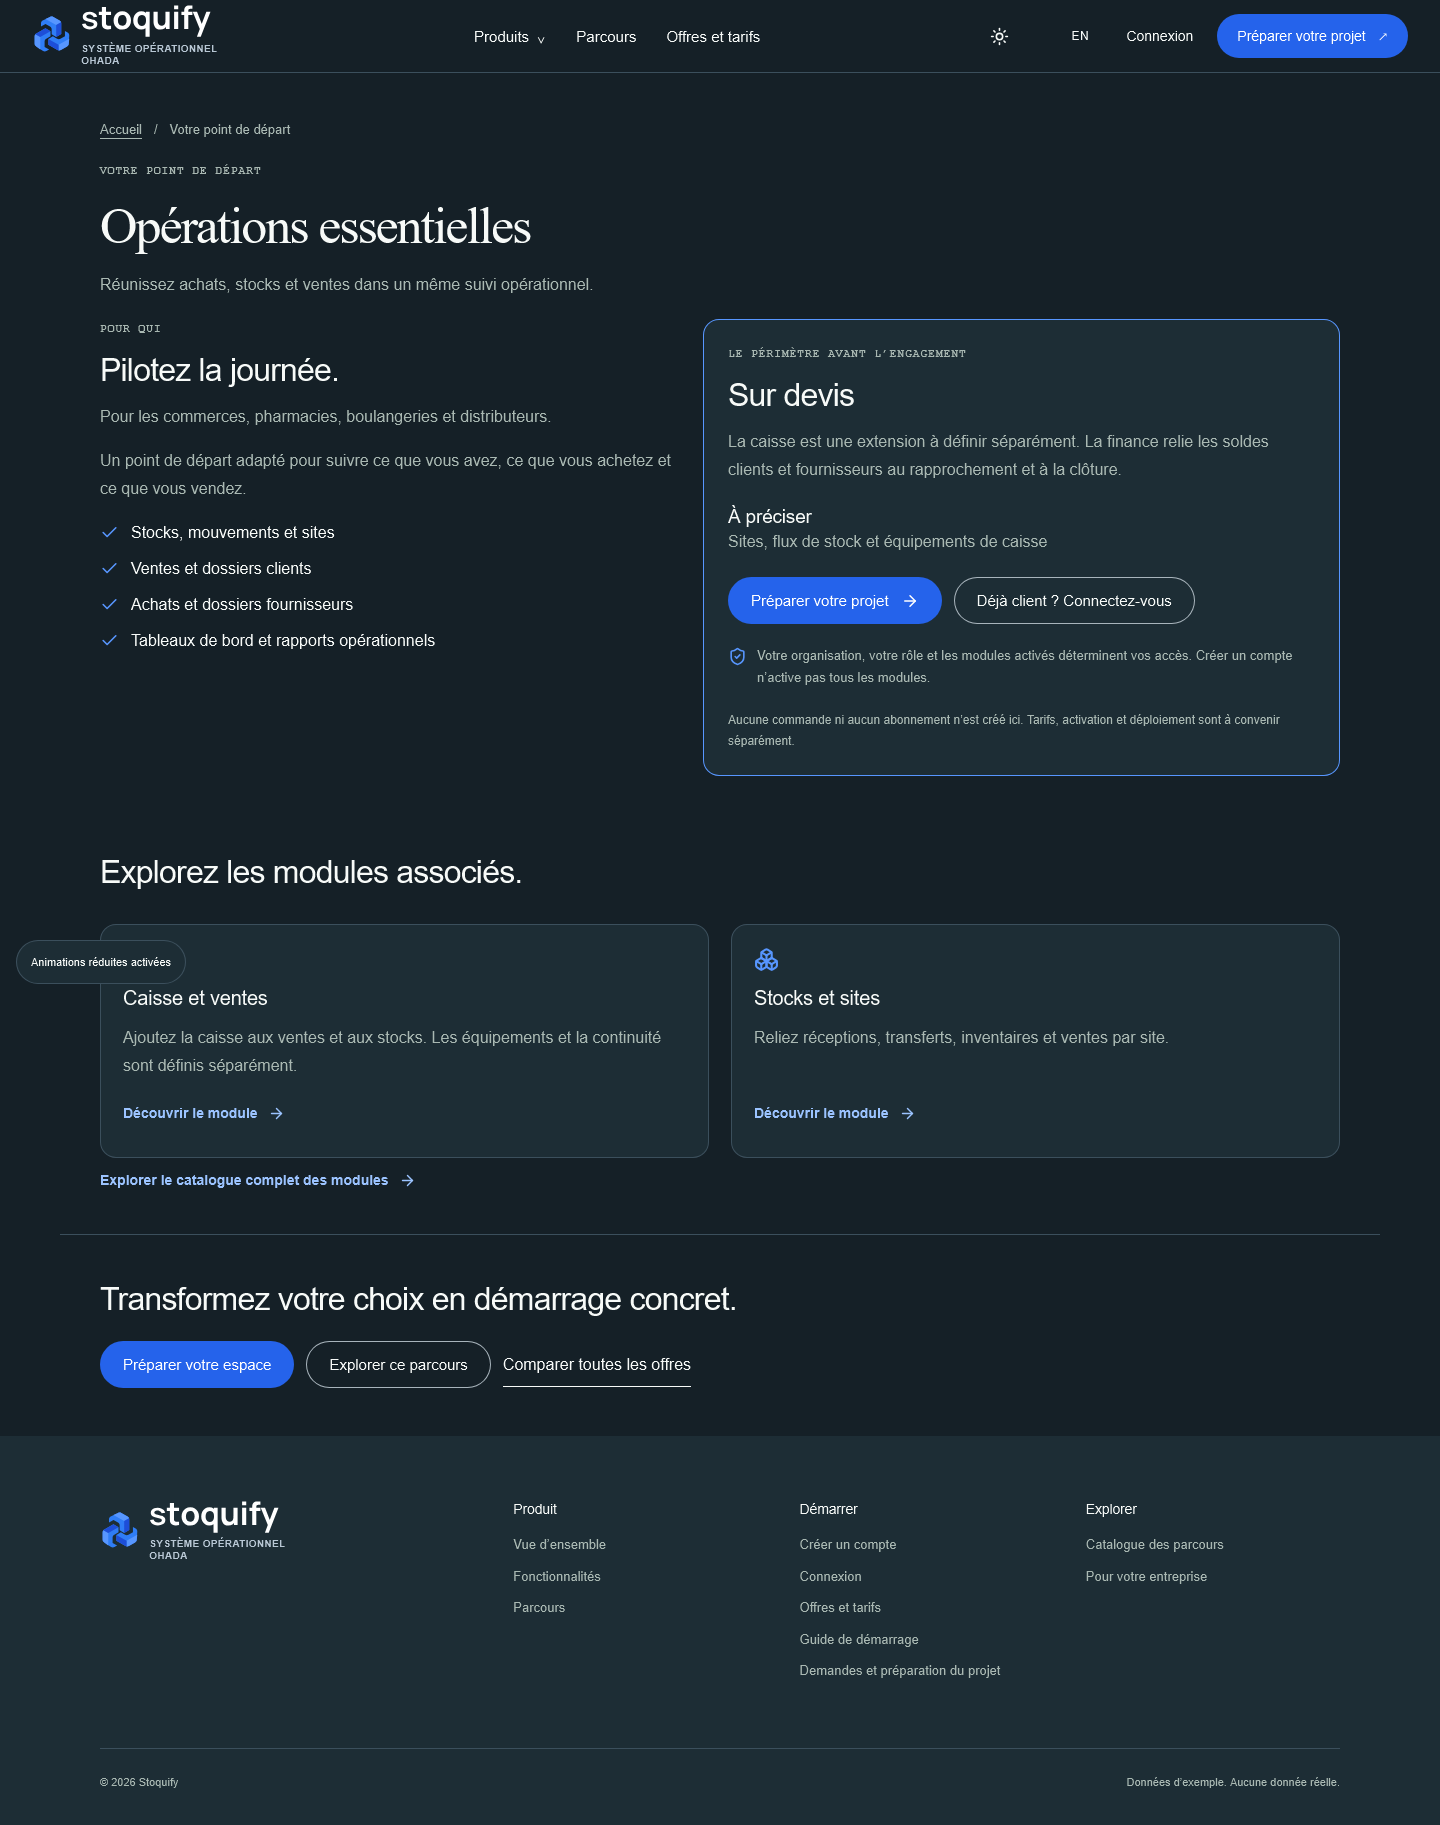 stoquify
SYSTÈME OPÉRATIONNEL
OHADA
Produits
Parcours
Offres et tarifs
EN
Connexion
Préparer votre projet ↗
Accueil / Votre point de départ
VOTRE POINT DE DÉPART
Opérations essentielles
Réunissez achats, stocks et ventes dans un même suivi opérationnel.
POUR QUI
Pilotez la journée.
Pour les commerces, pharmacies, boulangeries et distributeurs.
Un point de départ adapté pour suivre ce que vous avez, ce que vous achetez et
ce que vous vendez.
Stocks, mouvements et sites
Ventes et dossiers clients
Achats et dossiers fournisseurs
Tableaux de bord et rapports opérationnels
LE PÉRIMÈTRE AVANT L’ENGAGEMENT
Sur devis
La caisse est une extension à définir séparément. La finance relie les soldes
clients et fournisseurs au rapprochement et à la clôture.
À préciser
Sites, flux de stock et équipements de caisse
Préparer votre projet →
Déjà client ? Connectez-vous
Votre organisation, votre rôle et les modules activés déterminent vos accès. Créer un compte
n’active pas tous les modules.
Aucune commande ni aucun abonnement n’est créé ici. Tarifs, activation et déploiement sont à convenir
séparément.
Explorez les modules associés.
Animations réduites activées
Caisse et ventes
Ajoutez la caisse aux ventes et aux stocks. Les équipements et la continuité
sont définis séparément.
Découvrir le module →
Stocks et sites
Reliez réceptions, transferts, inventaires et ventes par site.
Découvrir le module →
Explorer le catalogue complet des modules →
Transformez votre choix en démarrage concret.
Préparer votre espace
Explorer ce parcours
Comparer toutes les offres
stoquify
SYSTÈME OPÉRATIONNEL
OHADA
Produit
Vue d’ensemble
Fonctionnalités
Parcours
Démarrer
Créer un compte
Connexion
Offres et tarifs
Guide de démarrage
Demandes et préparation du projet
Explorer
Catalogue des parcours
Pour votre entreprise
© 2026 Stoquify
Données d’exemple. Aucune donnée réelle.